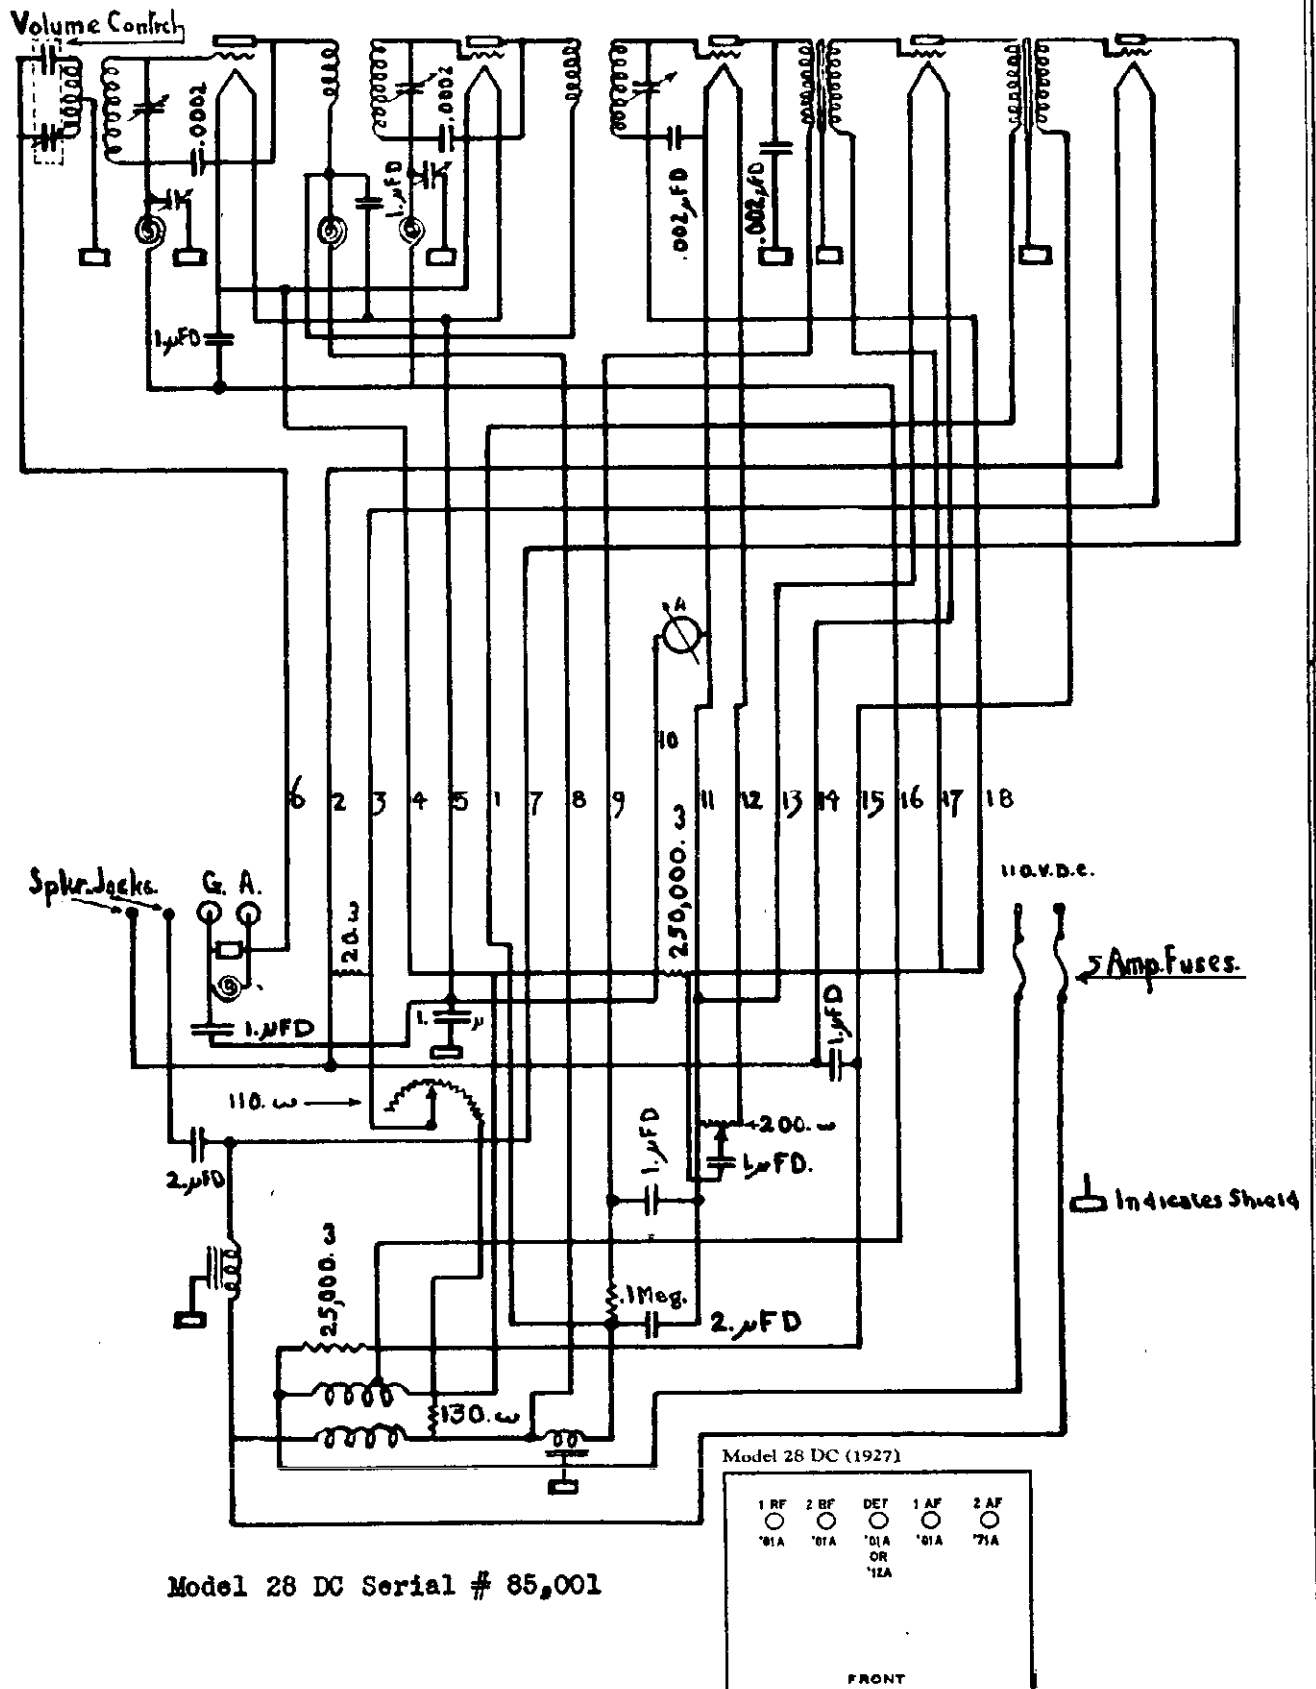 Volume Control
.0002
.0002
1.µFD
.002µFD
.002µFD
1.µFD
A
10
6 2 3 4 5 1 7 8 9 11 12 13 14 15 16 17 18
250,000. ω
110.V.D.C.
Spkr. Jacks.
G. A.
20.ω
5 Amp. Fuses.
1.µFD
1. µ
1.µFD
110. ω
200. ω
1.µFD
1.µFD.
2.µFD
Indicates Shield
25,000. ω
.1Meg.
2.µFD
130. ω
Model 28 DC (1927)
1 RF 2 RF DET 1 AF 2 AF
'01A '01A '01A '01A '71A
OR
'12A
Model 28 DC Serial # 85,001
FRONT